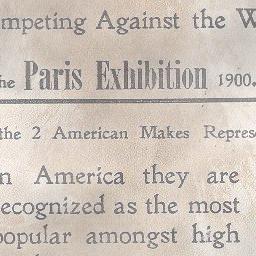 mpeting Against the W
he Paris Exhibition 1900.
the 2 American Makes Represe
n America they are
ecognized as the most
popular amongst high